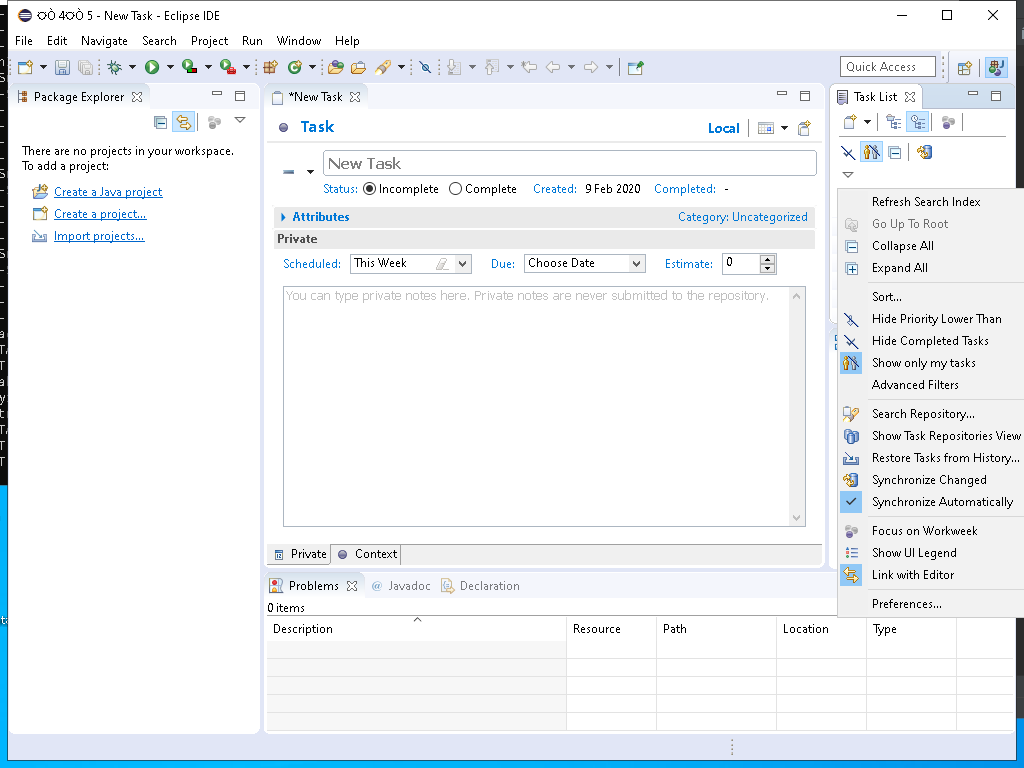 ꝹÒ 4ꝹÒ 5 - New Task - Eclipse IDE
File Edit Navigate Search Project Run Window Help
Quick Access
Package Explorer
There are no projects in your workspace.
To add a project:
Create a Java project
Create a project...
Import projects...
*New Task
Task
Local
New Task
Status: Incomplete Complete Created: 9 Feb 2020 Completed: -
Attributes Category: Uncategorized
Private
Scheduled: This Week Due: Choose Date Estimate: 0
You can type private notes here. Private notes are never submitted to the repository.
Private Context
Problems @ Javadoc Declaration
0 items
Description Resource Path Location Type
Task List
Refresh Search Index
Go Up To Root
Collapse All
Expand All
Sort...
Hide Priority Lower Than
Hide Completed Tasks
Show only my tasks
Advanced Filters
Search Repository...
Show Task Repositories View
Restore Tasks from History...
Synchronize Changed
Synchronize Automatically
Focus on Workweek
Show UI Legend
Link with Editor
Preferences...